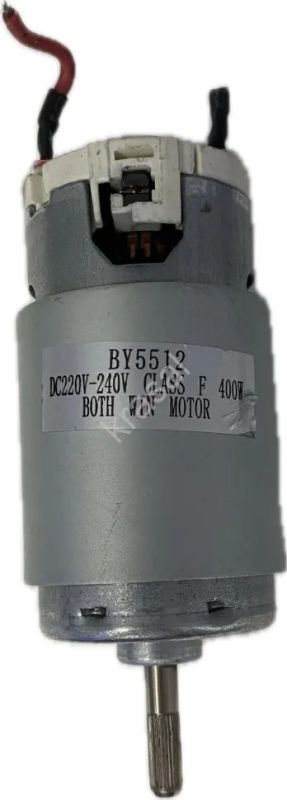 BY5512
DC220V-240V CLASS F 400W
BOTH WIN MOTOR